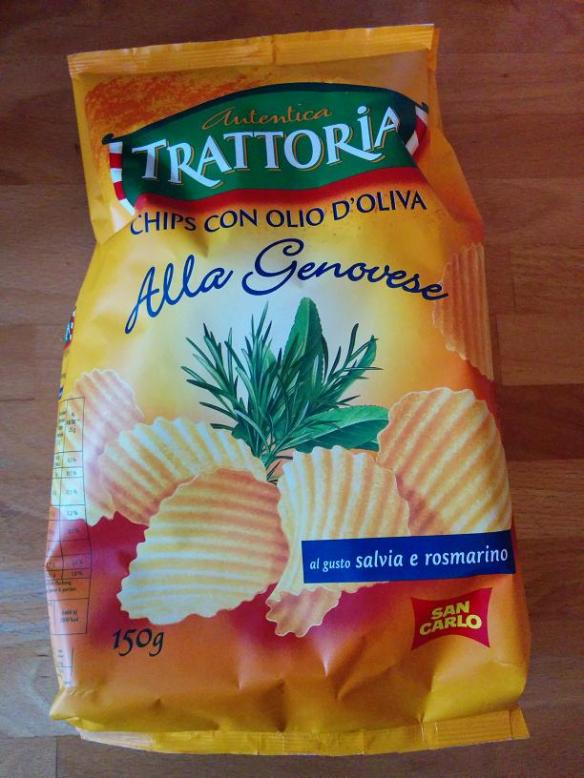 Autentica
TRATTORIA
CHIPS CON OLIO D'OLIVA
Alla Genovese
al gusto salvia e rosmarino
SAN
CARLO
150g